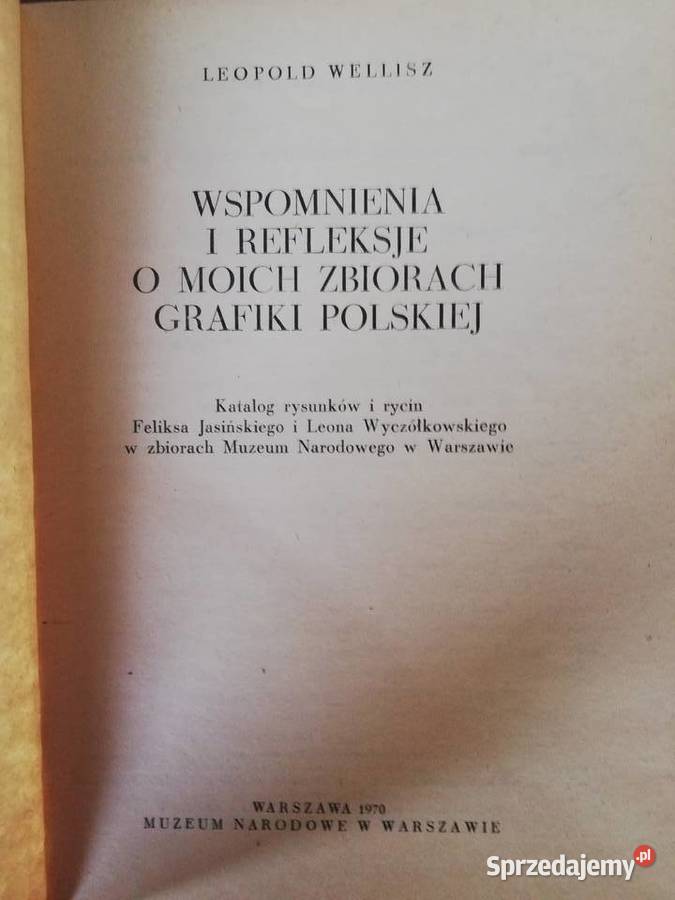 LEOPOLD WELLISZ
WSPOMNIENIA
I REFLEKSJE
O MOICH ZBIORACH
GRAFIKI POLSKIEJ
Katalog rysunków i rycin
Feliksa Jasińskiego i Leona Wyczółkowskiego
w zbiorach Muzeum Narodowego w Warszawie
WARSZAWA 1970
MUZEUM NARODOWE W WARSZAWIE
Sprzedajemy.pl